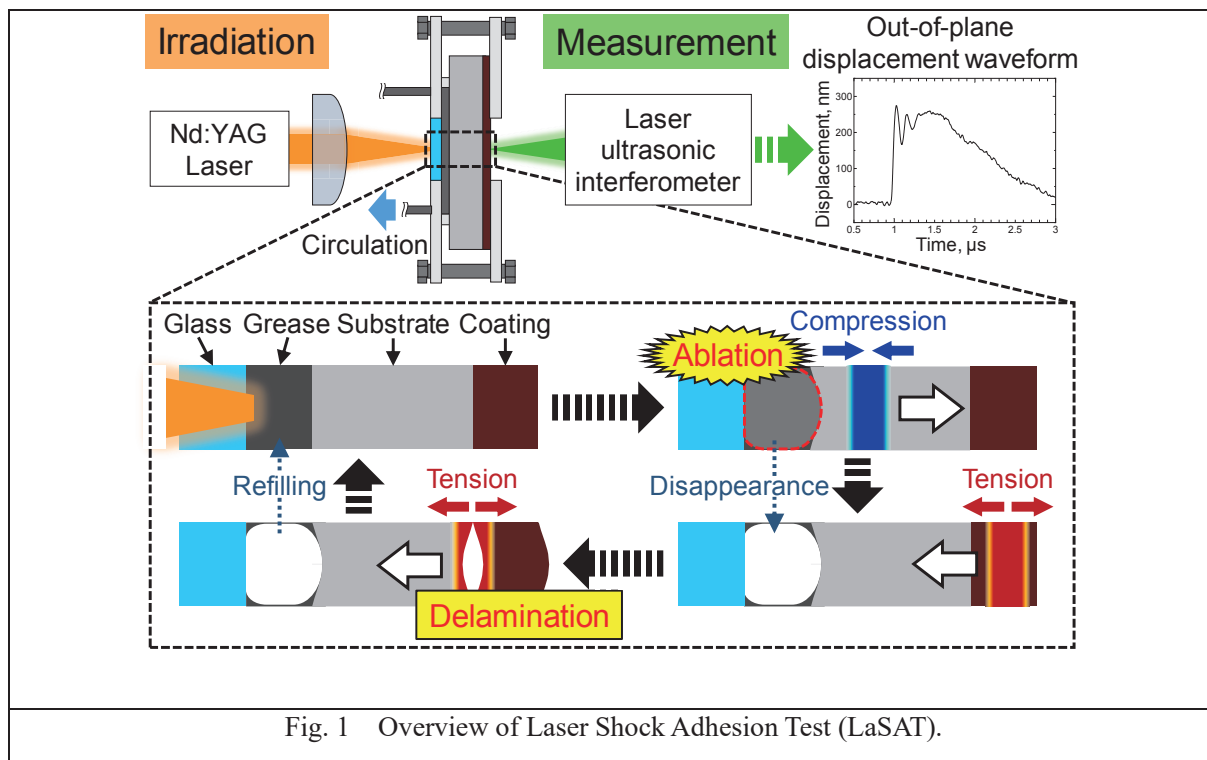 Irradiation
Measurement
Out-of-plane
displacement waveform
Nd:YAG
Laser
Laser
ultrasonic
interferometer
Displacement, nm
300
200
100
0
0.5
1
1.5
2
2.5
3
Time, μs
Circulation
Glass
Grease
Substrate
Coating
Ablation
Compression
Refilling
Tension
Disappearance
Tension
Delamination
Fig. 1 Overview of Laser Shock Adhesion Test (LaSAT).